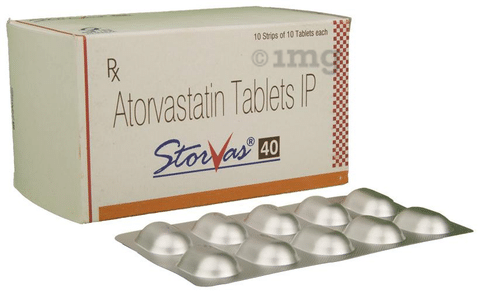 10 Strips of 10 Tablets each
©1mg
Rx
Atorvastatin Tablets IP
Storvas® 40